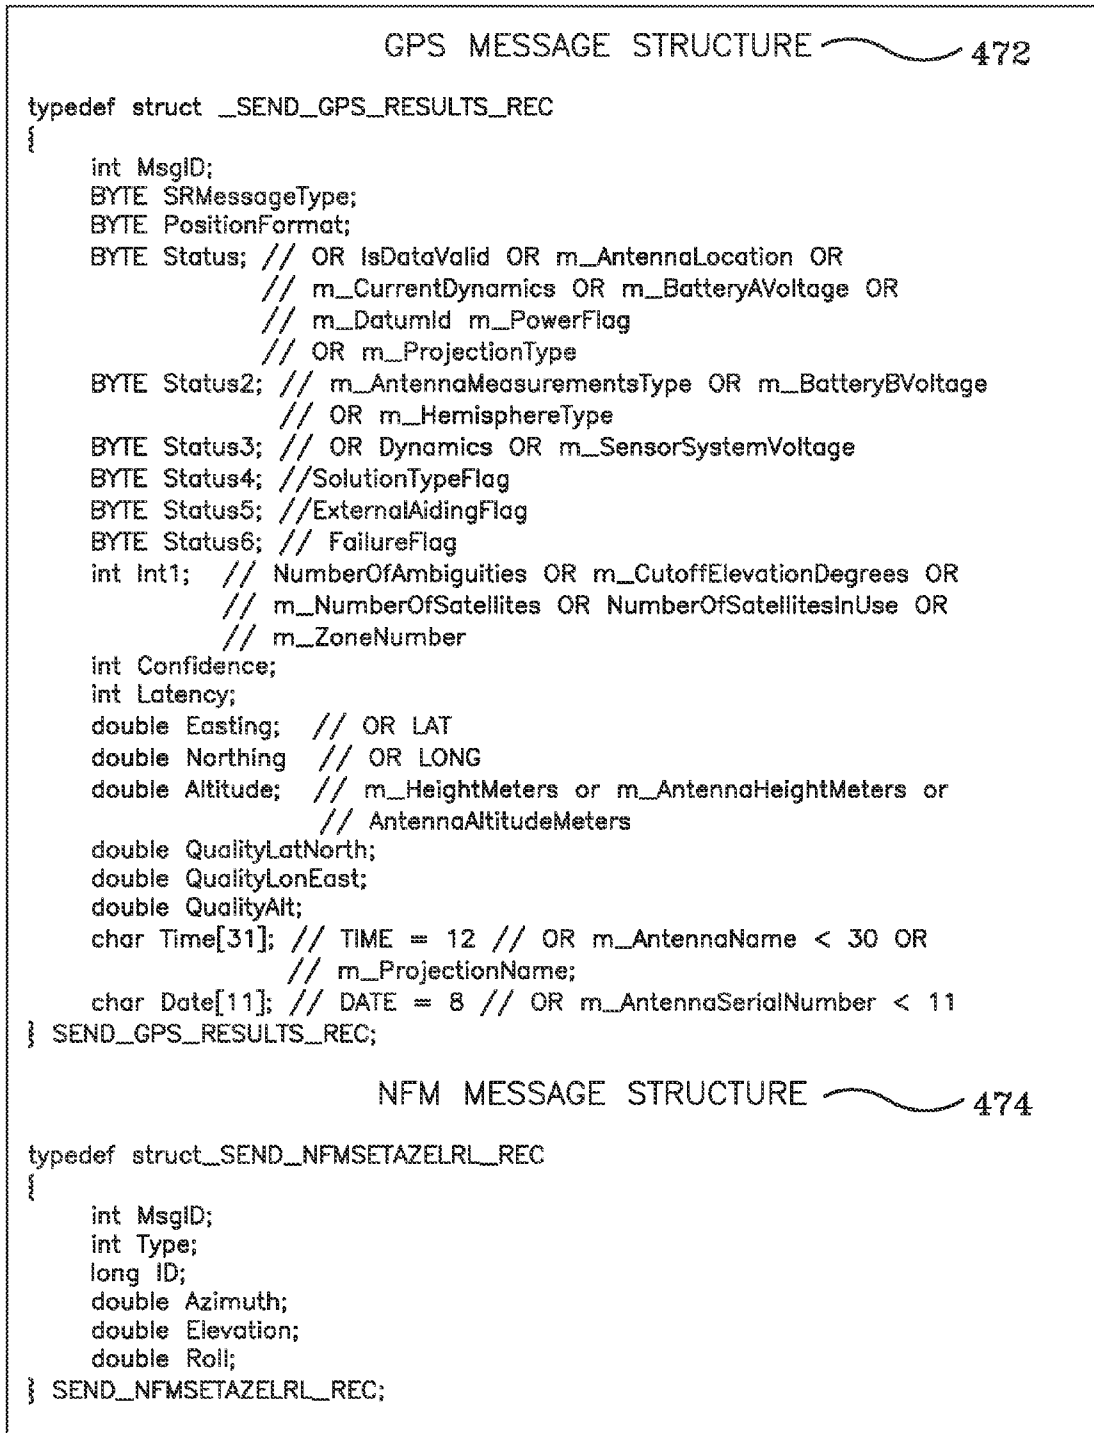 GPS MESSAGE STRUCTURE 472
typedef struct _SEND_GPS_RESULTS_REC
{
int MsgID;
BYTE SRMessageType;
BYTE PositionFormat;
BYTE Status; // OR IsDataValid OR m_AntennaLocation OR
// m_CurrentDynamics OR m_BatteryAVoltage OR
// m_DatumId m_PowerFlag
// OR m_ProjectionType
BYTE Status2; // m_AntennaMeasurementsType OR m_BatteryBVoltage
// OR m_HemisphereType
BYTE Status3; // OR Dynamics OR m_SensorSystemVoltage
BYTE Status4; //SolutionTypeFlag
BYTE Status5; //ExternalAidingFlag
BYTE Status6; // FailureFlag
int Int1; // NumberOfAmbiguities OR m_CutoffElevationDegrees OR
// m_NumberOfSatellites OR NumberOfSatellitesInUse OR
// m_ZoneNumber
int Confidence;
int Latency;
double Easting; // OR LAT
double Northing // OR LONG
double Altitude; // m_HeightMeters or m_AntennaHeightMeters or
// AntennaAltitudeMeters
double QualityLatNorth;
double QualityLonEast;
double QualityAlt;
char Time[31]; // TIME = 12 // OR m_AntennaName < 30 OR
// m_ProjectionName;
char Date[11]; // DATE = 8 // OR m_AntennaSerialNumber < 11
} SEND_GPS_RESULTS_REC;
NFM MESSAGE STRUCTURE 474
typedef struct_SEND_NFMSETAZELRL_REC
{
int MsgID;
int Type;
long ID;
double Azimuth;
double Elevation;
double Roll;
} SEND_NFMSETAZELRL_REC;